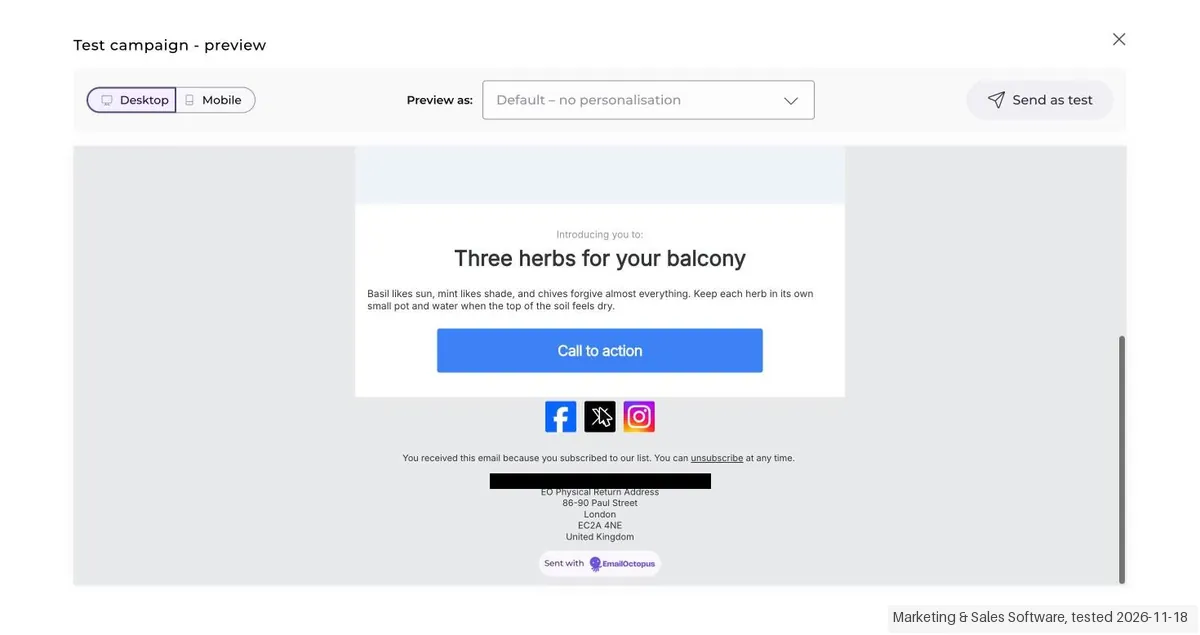 Test campaign - preview
Desktop
Mobile
Preview as:
Default – no personalisation
Send as test
Introducing you to:
Three herbs for your balcony
Basil likes sun, mint likes shade, and chives forgive almost everything. Keep each herb in its own
small pot and water when the top of the soil feels dry.
Call to action
You received this email because you subscribed to our list. You can unsubscribe at any time.
EO Physical Return Address
86-90 Paul Street
London
EC2A 4NE
United Kingdom
Sent with EmailOctopus
Marketing & Sales Software, tested 2026-11-18